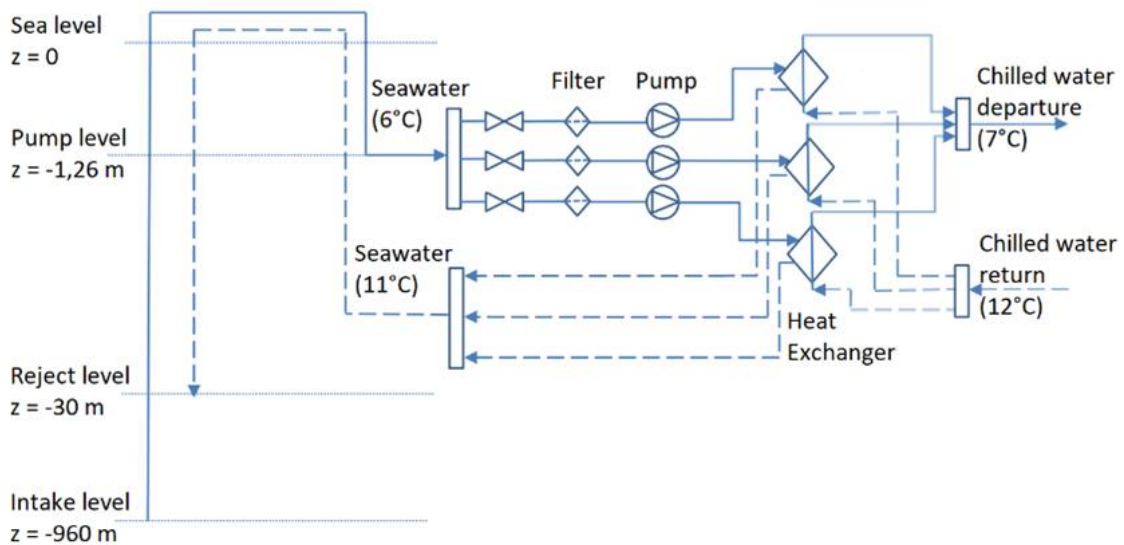 Sea level
z = 0
Pump level
z = -1,26 m
Reject level
z = -30 m
Intake level
z = -960 m
Seawater
(6°C)
Filter
Pump
Seawater
(11°C)
Heat
Exchanger
Chilled water
departure
(7°C)
Chilled water
return
(12°C)